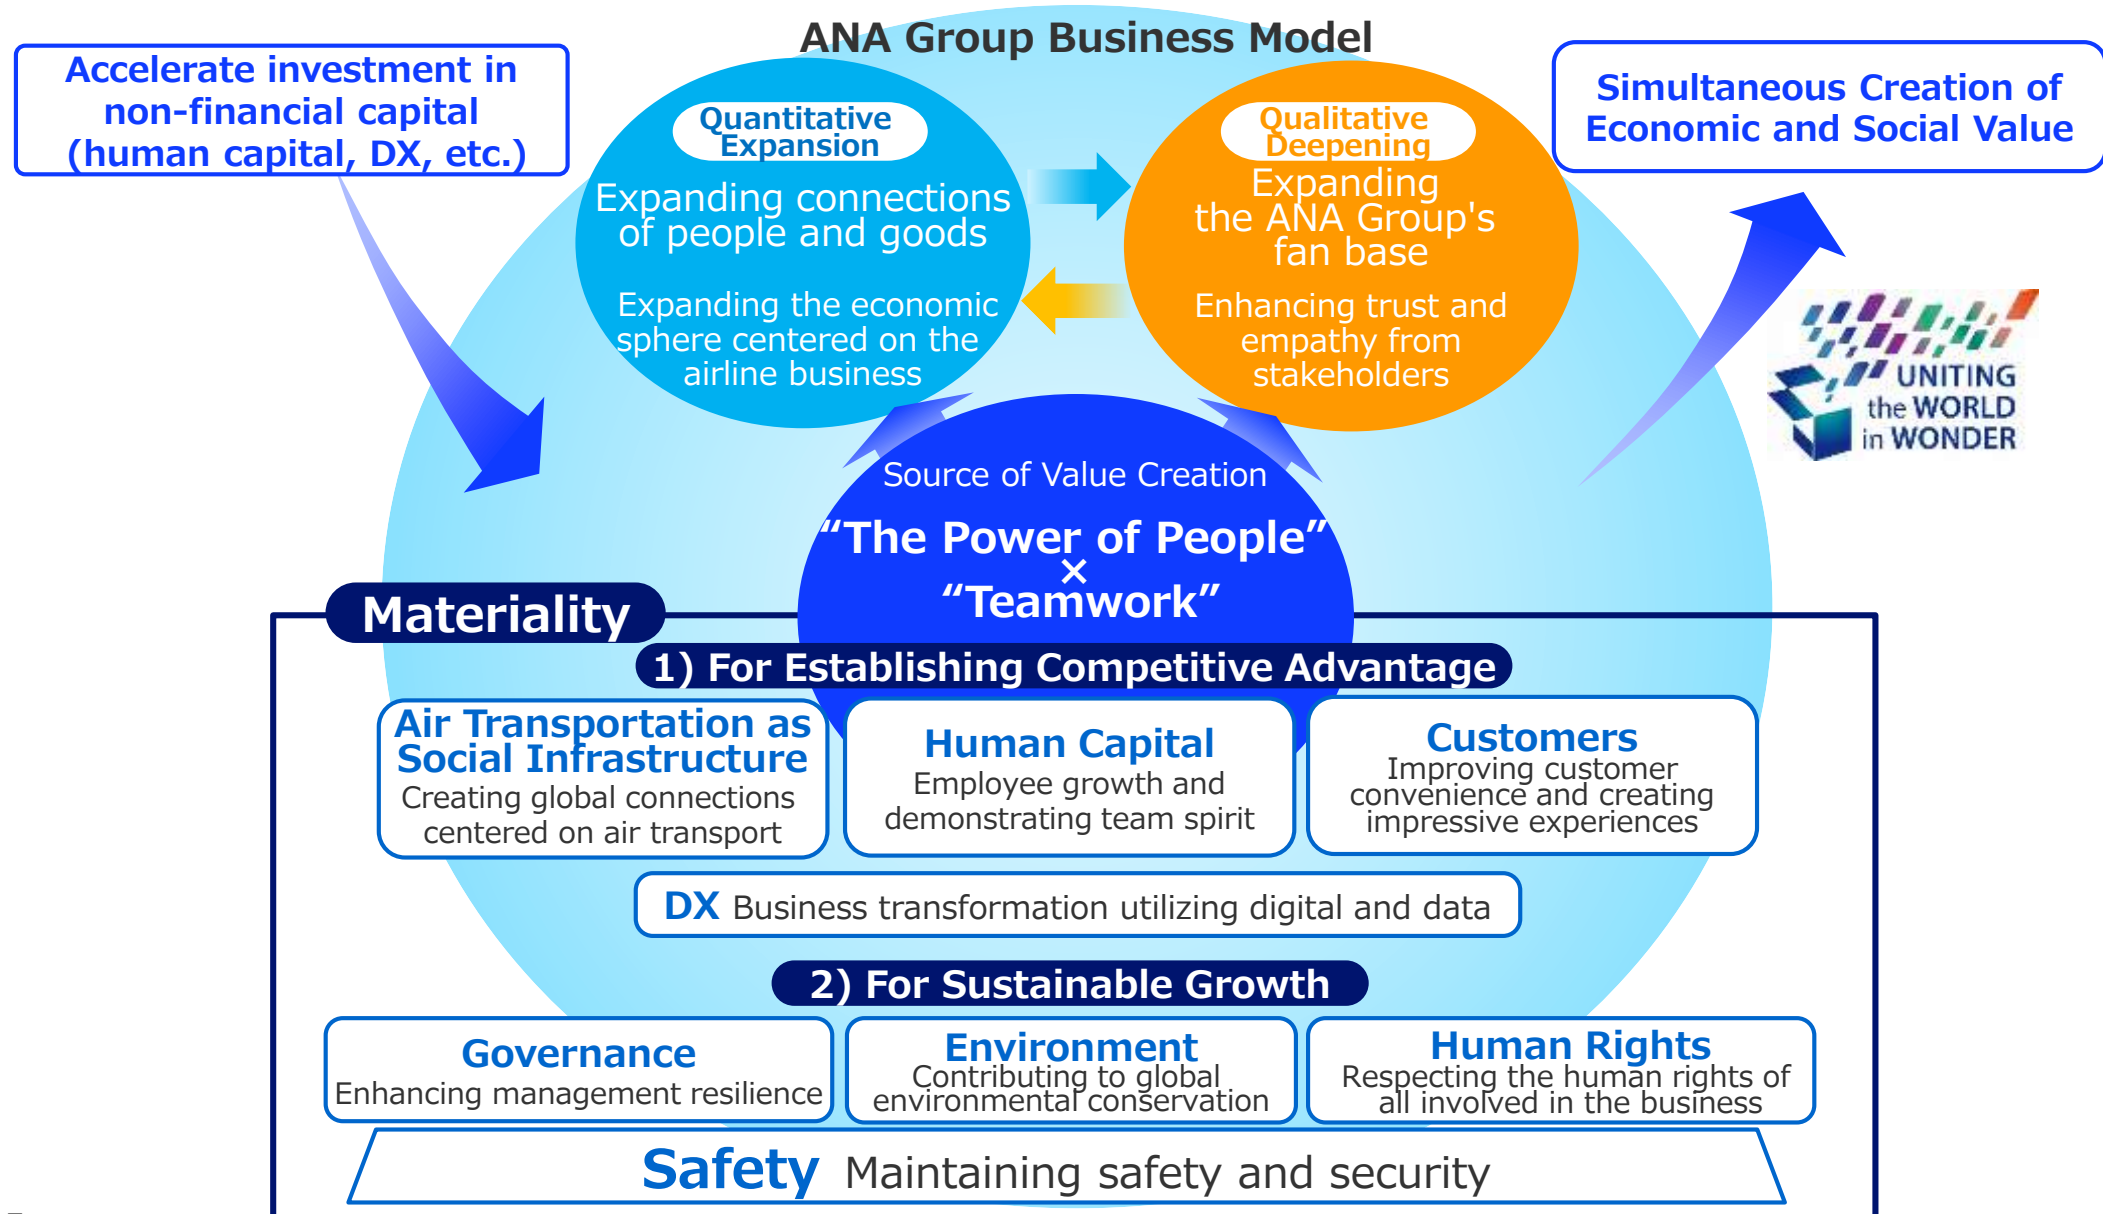 ANA Group Business Model
Accelerate investment in
non-financial capital
(human capital, DX, etc.)
Quantitative
Expansion
Expanding connections
of people and goods
Expanding the economic
sphere centered on the
airline business
Qualitative
Deepening
Expanding
the ANA Group's
fan base
Enhancing trust and
empathy from
stakeholders
Simultaneous Creation of
Economic and Social Value
UNITING
the WORLD
in WONDER
Source of Value Creation
“The Power of People”
×
“Teamwork”
Materiality
1) For Establishing Competitive Advantage
Air Transportation as
Social Infrastructure
Creating global connections
centered on air transport
Human Capital
Employee growth and
demonstrating team spirit
Customers
Improving customer
convenience and creating
impressive experiences
DX Business transformation utilizing digital and data
2) For Sustainable Growth
Governance
Enhancing management resilience
Environment
Contributing to global
environmental conservation
Human Rights
Respecting the human rights of
all involved in the business
Safety Maintaining safety and security